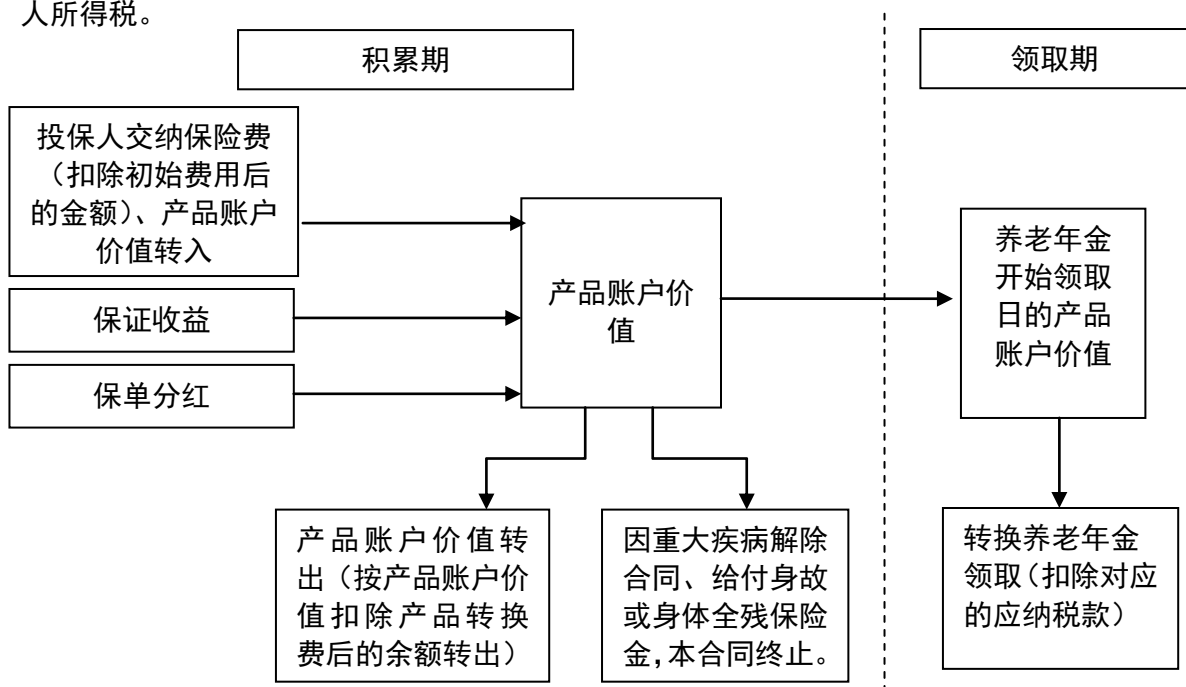 人所得税。
积累期
领取期
投保人交纳保险费
（扣除初始费用后
的金额）、产品账户
价值转入
保证收益
保单分红
产品账户价
值
养老年金
开始领取
日的产品
账户价值
产品账户价值转
出（按产品账户价
值扣除产品转换
费后的余额转出）
因重大疾病解除
合同、给付身故
或身体全残保险
金，本合同终止。
转换养老年金
领取（扣除对应
的应纳税款）